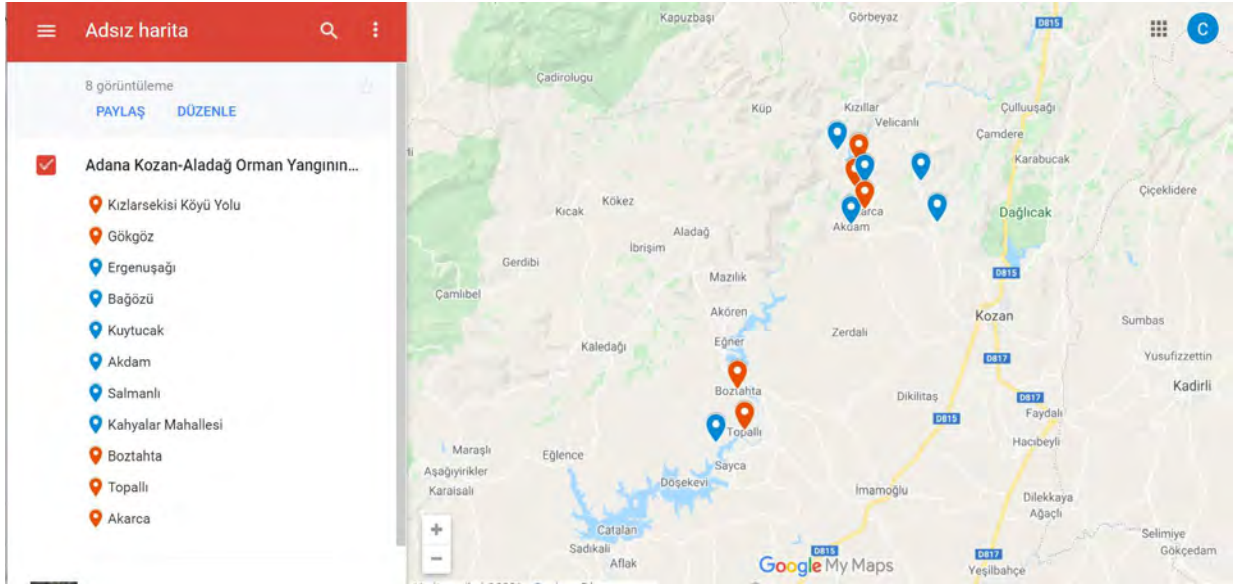 Adsız harita
8 görüntüleme
PAYLAŞ DÜZENLE
Adana Kozan-Aladağ Orman Yangının...
Kızlarsekisi Köyü Yolu
Gökgöz
Ergenuşağı
Bağözü
Kuytucak
Akdam
Salmanlı
Kahyalar Mahallesi
Boztahta
Topallı
Akarca
Kapuzbaşı
Görbeyaz
D815
C
Çadirolugu
Küp
Kızıllar
Velicanlı
Çulluuşağı
Çamdere
Karabucak
Çiçeklidere
Kıcak
Kökez
Akdam
Dağlıcak
Aladağ
İbrişim
Gerdibi
Mazılık
D815
Çamlıbel
Akören
Kozan
Sumbas
Zerdali
Eğner
Kaledağı
D817
Yusufizzettin
Kadirli
Boztahta
Dikilitaş
D817
D815
Faydalı
Topallı
Hacıbeyli
Maraşlı
Eğlence
Sayca
Aşağıyirikler
Karaisali
Döşekevi
İmamoğlu
Dilekkaya
Ağaçlı
Catalan
Selimiye
Sadıkali
D815
D817
Gökçedam
Aflak
Google My Maps
Yeşilbahçe